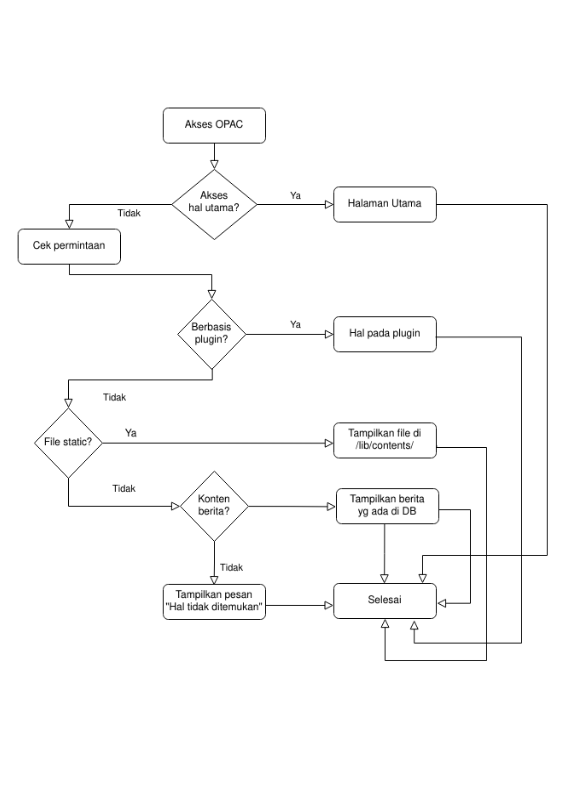 Akses OPAC
Akses
hal utama?
Ya
Halaman Utama
Tidak
Cek permintaan
Berbasis
plugin?
Ya
Hal pada plugin
Tidak
File static?
Ya
Tampilkan file di
/lib/contents/
Tidak
Konten
berita?
Tampilkan berita
yg ada di DB
Tidak
Tampilkan pesan
"Hal tidak ditemukan"
Selesai